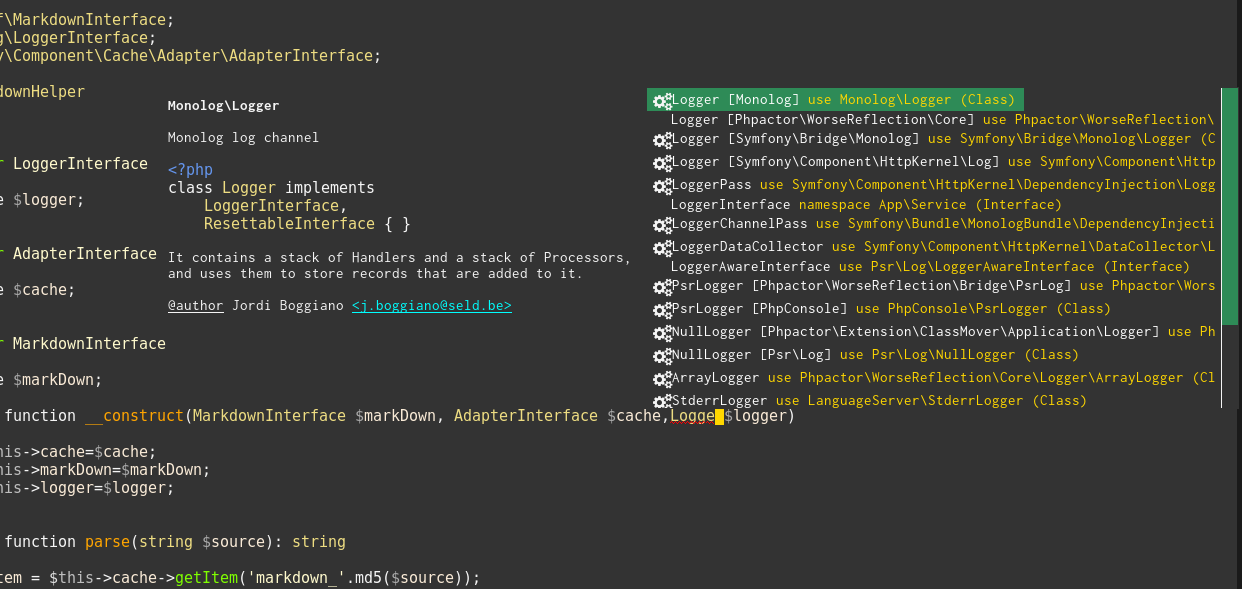 f\MarkdownInterface;
g\LoggerInterface;
y\Component\Cache\Adapter\AdapterInterface;
downHelper
Monolog\Logger
Monolog log channel
<?php
class Logger implements
LoggerInterface,
ResettableInterface { }
It contains a stack of Handlers and a stack of Processors,
and uses them to store records that are added to it.
@author Jordi Boggiano <j.boggiano@seld.be>
Logger [Monolog] use Monolog\Logger (Class)
Logger [Phpactor\WorseReflection\Core] use Phpactor\WorseReflection\
Logger [Symfony\Bridge\Monolog] use Symfony\Bridge\Monolog\Logger (C
Logger [Symfony\Component\HttpKernel\Log] use Symfony\Component\Http
LoggerPass use Symfony\Component\HttpKernel\DependencyInjection\Logg
LoggerInterface namespace App\Service (Interface)
LoggerChannelPass use Symfony\Bundle\MonologBundle\DependencyInjecti
LoggerDataCollector use Symfony\Component\HttpKernel\DataCollector\L
LoggerAwareInterface use Psr\Log\LoggerAwareInterface (Interface)
PsrLogger [Phpactor\WorseReflection\Bridge\PsrLog] use Phpactor\Wors
PsrLogger [PhpConsole] use PhpConsole\PsrLogger (Class)
NullLogger [Phpactor\Extension\ClassMover\Application\Logger] use Ph
NullLogger [Psr\Log] use Psr\Log\NullLogger (Class)
ArrayLogger use Phpactor\WorseReflection\Core\Logger\ArrayLogger (Cl
StderrLogger use LanguageServer\StderrLogger (Class)
r LoggerInterface
e $logger;
r AdapterInterface
e $cache;
r MarkdownInterface
e $markDown;
function __construct(MarkdownInterface $markDown, AdapterInterface $cache,Logge $logger)
his->cache=$cache;
his->markDown=$markDown;
his->logger=$logger;
function parse(string $source): string
tem = $this->cache->getItem('markdown_'.md5($source));